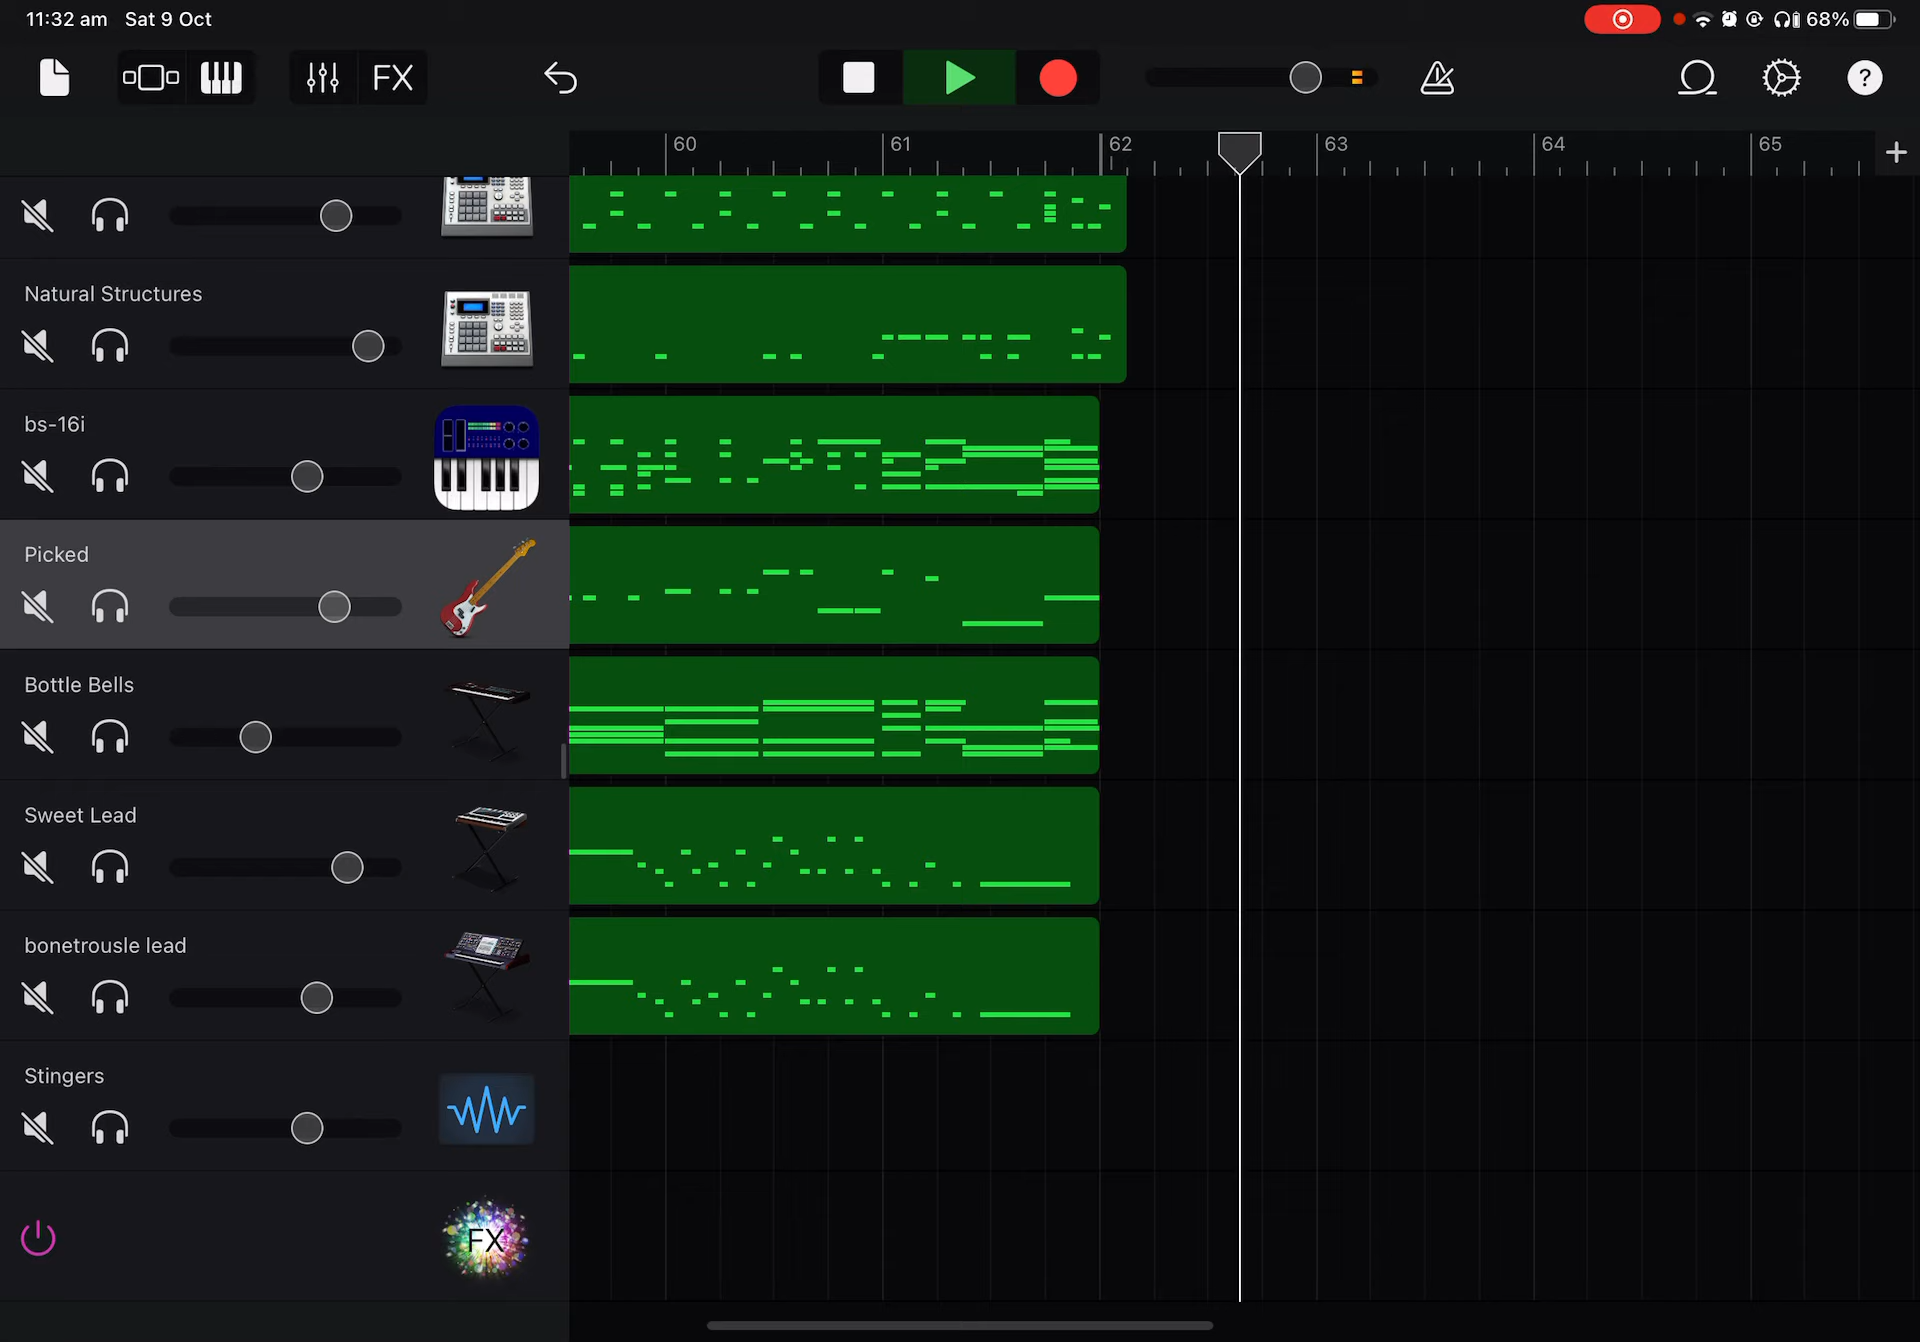 11:32 am Sat 9 Oct
68%
FX
?
60 61 62 63 64 65
Natural Structures
bs-16i
Picked
Bottle Bells
Sweet Lead
bonetrousle lead
Stingers
FX